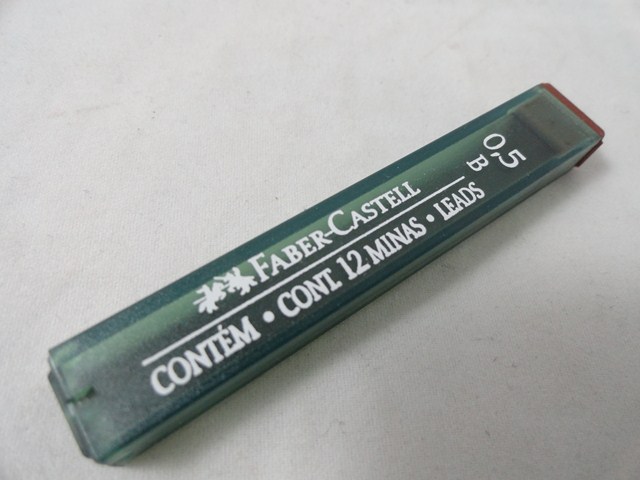 FABER-CASTELL
CONTÉM • CONT. 12 MINAS • LEADS
0,5
B